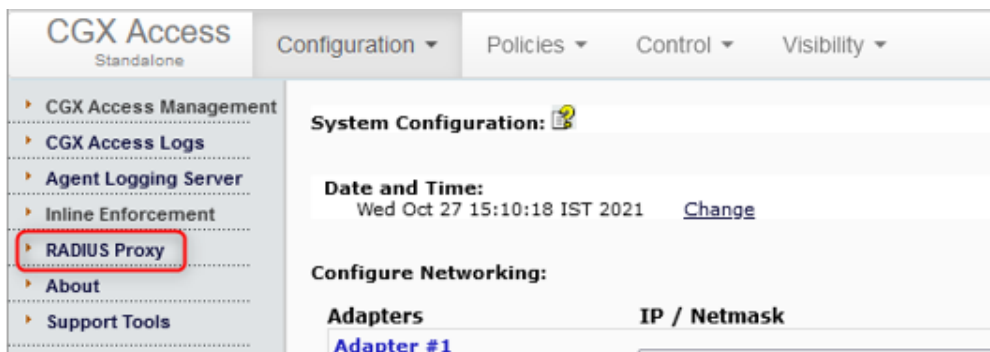 CGX Access
Standalone
Configuration
Policies
Control
Visibility
CGX Access Management
CGX Access Logs
Agent Logging Server
Inline Enforcement
RADIUS Proxy
About
Support Tools
System Configuration:
Date and Time:
Wed Oct 27 15:10:18 IST 2021 Change
Configure Networking:
Adapters IP / Netmask
Adapter #1